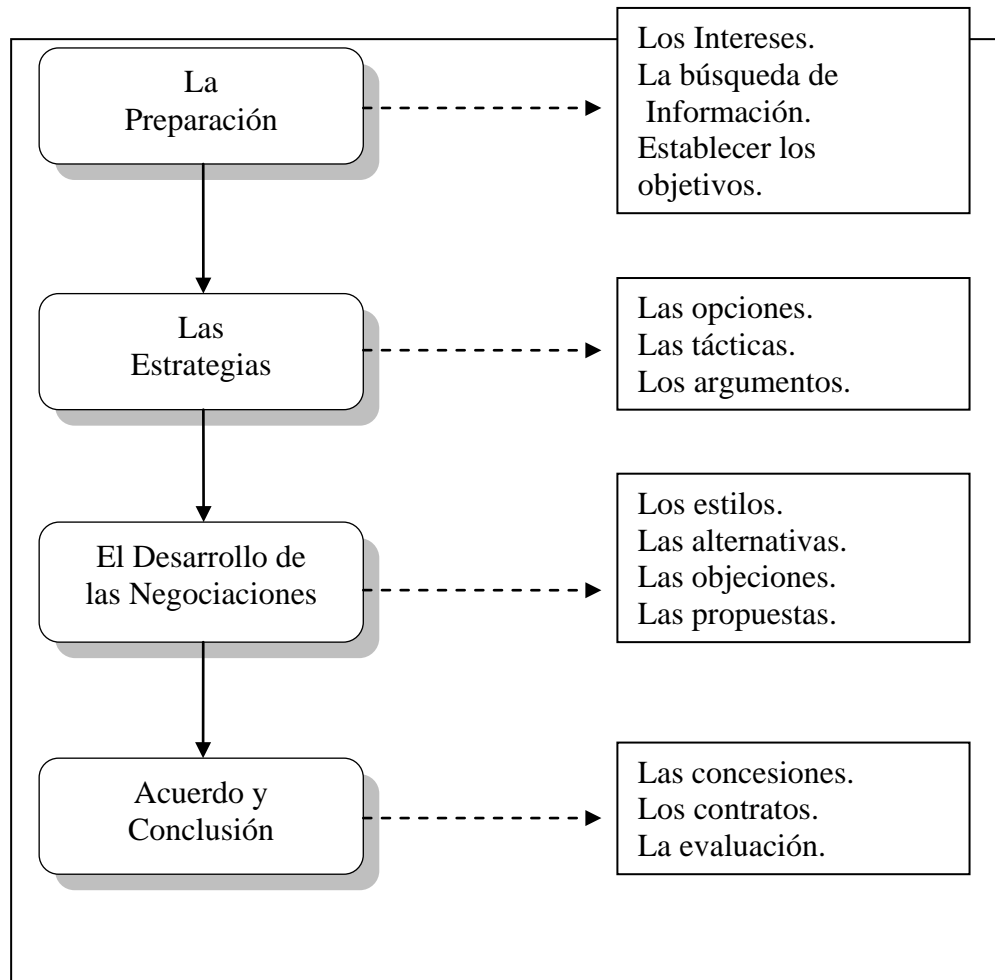 La
Preparación
Los Intereses.
La búsqueda de
Información.
Establecer los
objetivos.
Las
Estrategias
Las opciones.
Las tácticas.
Los argumentos.
El Desarrollo de
las Negociaciones
Los estilos.
Las alternativas.
Las objeciones.
Las propuestas.
Acuerdo y
Conclusión
Las concesiones.
Los contratos.
La evaluación.